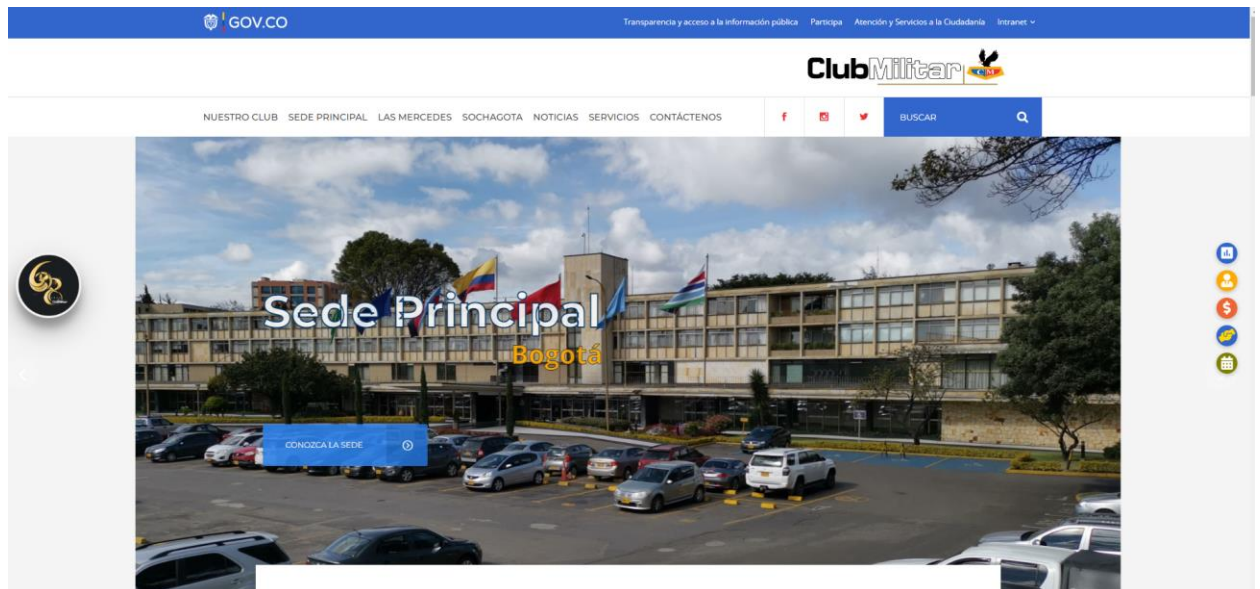 GOV.CO
Transparencia y acceso a la información pública Participa Atención y Servicios a la Ciudadanía Intranet
ClubMilitar
CM
NUESTRO CLUB SEDE PRINCIPAL LAS MERCEDES SOCHAGOTA NOTICIAS SERVICIOS CONTÁCTENOS BUSCAR
Sede Principal
Bogotá
CONOZCA LA SEDE